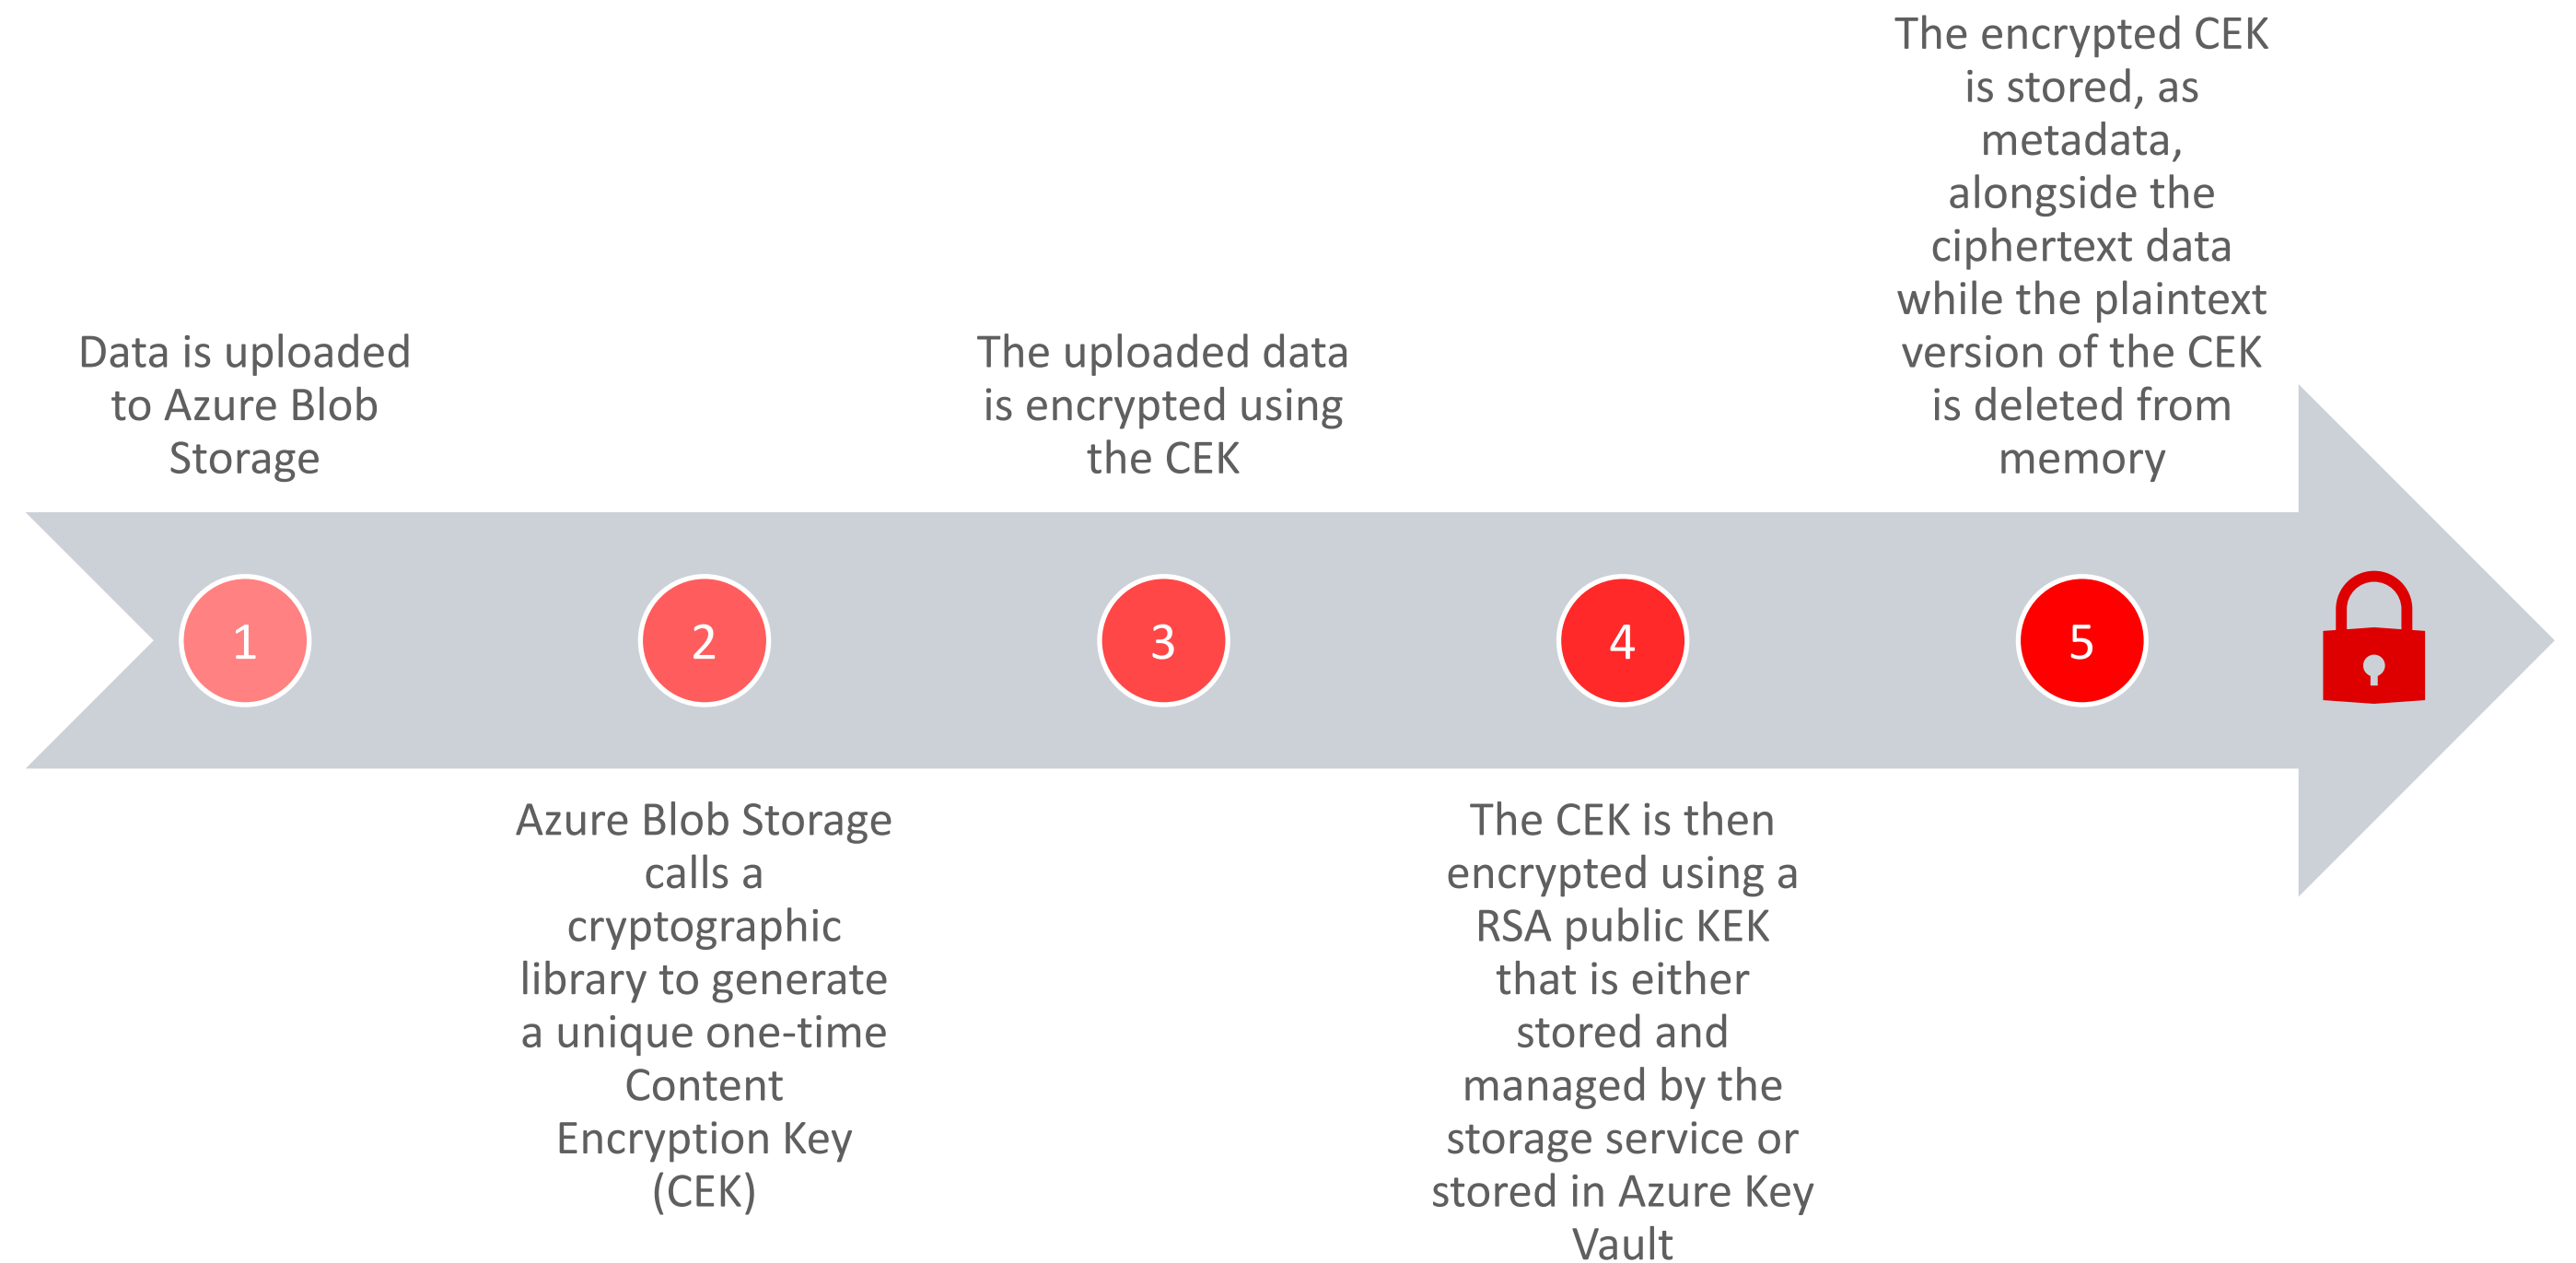 Data is uploaded
to Azure Blob
Storage
1
Azure Blob Storage
calls a
cryptographic
library to generate
a unique one-time
Content
Encryption Key
(CEK)
2
The uploaded data
is encrypted using
the CEK
3
The CEK is then
encrypted using a
RSA public KEK
that is either
stored and
managed by the
storage service or
stored in Azure Key
Vault
4
The encrypted CEK
is stored, as
metadata,
alongside the
ciphertext data
while the plaintext
version of the CEK
is deleted from
memory
5